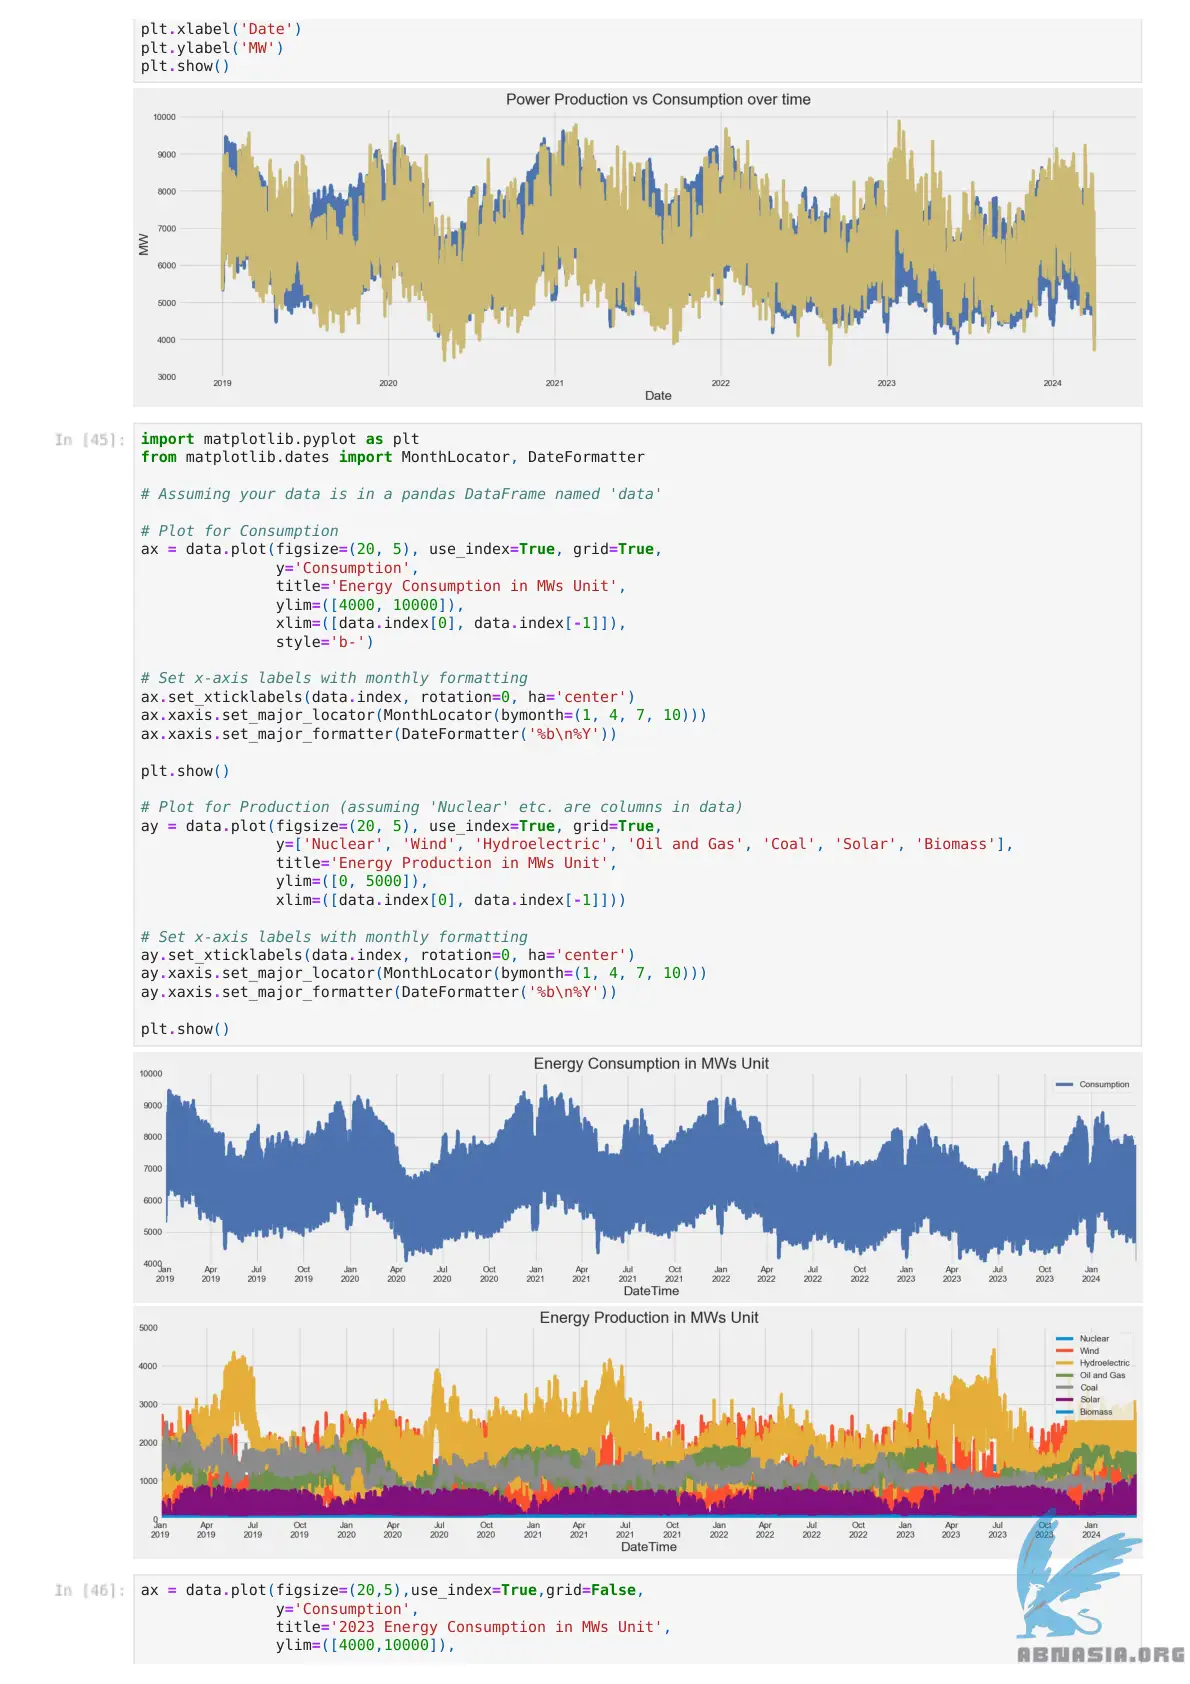 plt.xlabel('Date')
plt.ylabel('MW')
plt.show()
Power Production vs Consumption over time
10000
9000
8000
7000
6000
5000
4000
3000
MW
2019 2020 2021 2022 2023 2024
Date
In [45]:
import matplotlib.pyplot as plt
from matplotlib.dates import MonthLocator, DateFormatter
# Assuming your data is in a pandas DataFrame named 'data'
# Plot for Consumption
ax = data.plot(figsize=(20, 5), use_index=True, grid=True,
y='Consumption',
title='Energy Consumption in MWs Unit',
ylim=([4000, 10000]),
xlim=([data.index[0], data.index[-1]]),
style='b-')
# Set x-axis labels with monthly formatting
ax.set_xticklabels(data.index, rotation=0, ha='center')
ax.xaxis.set_major_locator(MonthLocator(bymonth=(1, 4, 7, 10)))
ax.xaxis.set_major_formatter(DateFormatter('%b\n%Y'))
plt.show()
# Plot for Production (assuming 'Nuclear' etc. are columns in data)
ay = data.plot(figsize=(20, 5), use_index=True, grid=True,
y=['Nuclear', 'Wind', 'Hydroelectric', 'Oil and Gas', 'Coal', 'Solar', 'Biomass'],
title='Energy Production in MWs Unit',
ylim=([0, 5000]),
xlim=([data.index[0], data.index[-1]]))
# Set x-axis labels with monthly formatting
ay.set_xticklabels(data.index, rotation=0, ha='center')
ay.xaxis.set_major_locator(MonthLocator(bymonth=(1, 4, 7, 10)))
ay.xaxis.set_major_formatter(DateFormatter('%b\n%Y'))
plt.show()
Energy Consumption in MWs Unit
Consumption
10000
9000
8000
7000
6000
5000
4000
Jan Apr Jul Oct Jan Apr Jul Oct Jan Apr Jul Oct Jan Apr Jul Oct Jan Apr Jul Oct Jan
2019 2019 2019 2019 2020 2020 2020 2020 2021 2021 2021 2021 2022 2022 2022 2022 2023 2023 2023 2023 2024
DateTime
Energy Production in MWs Unit
5000
4000
3000
2000
1000
0
Nuclear
Wind
Hydroelectric
Oil and Gas
Coal
Solar
Biomass
Jan Apr Jul Oct Jan Apr Jul Oct Jan Apr Jul Oct Jan Apr Jul Oct Jan Apr Jul Oct Jan
2019 2019 2019 2019 2020 2020 2020 2020 2021 2021 2021 2021 2022 2022 2022 2022 2023 2023 2023 2023 2024
DateTime
In [46]:
ax = data.plot(figsize=(20,5),use_index=True,grid=False,
y='Consumption',
title='2023 Energy Consumption in MWs Unit',
ylim=([4000,10000]),
ABNASIA.ORG